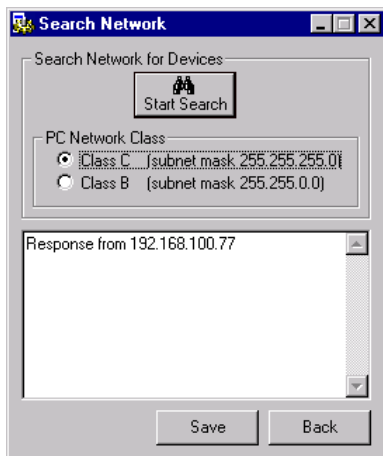 Search Network
Search Network for Devices
Start Search
PC Network Class
Class C (subnet mask 255.255.255.0)
Class B (subnet mask 255.255.0.0)
Response from 192.168.100.77
Save Back